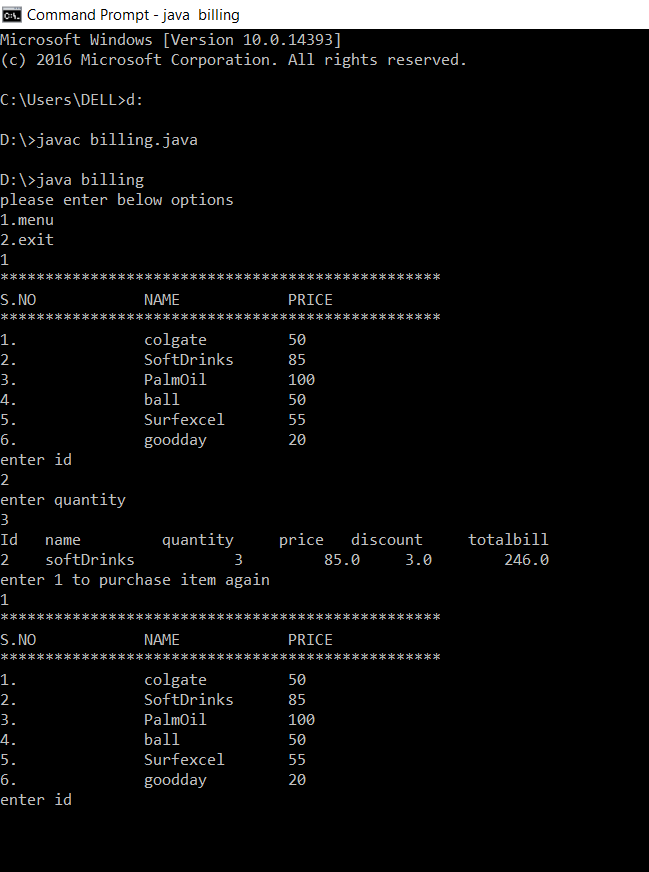 Command Prompt - java  billing
Microsoft Windows [Version 10.0.14393]
(c) 2016 Microsoft Corporation. All rights reserved.
C:\Users\DELL>d:
D:\>javac billing.java
D:\>java billing
please enter below options
1.menu
2.exit
1
*************************************************
S.NO            NAME            PRICE
*************************************************
1.              colgate         50
2.              SoftDrinks      85
3.              PalmOil         100
4.              ball            50
5.              Surfexcel       55
6.              goodday         20
enter id
2
enter quantity
3
Id   name         quantity     price   discount     totalbill
2    softDrinks           3         85.0     3.0        246.0
enter 1 to purchase item again
1
*************************************************
S.NO            NAME            PRICE
*************************************************
1.              colgate         50
2.              SoftDrinks      85
3.              PalmOil         100
4.              ball            50
5.              Surfexcel       55
6.              goodday         20
enter id